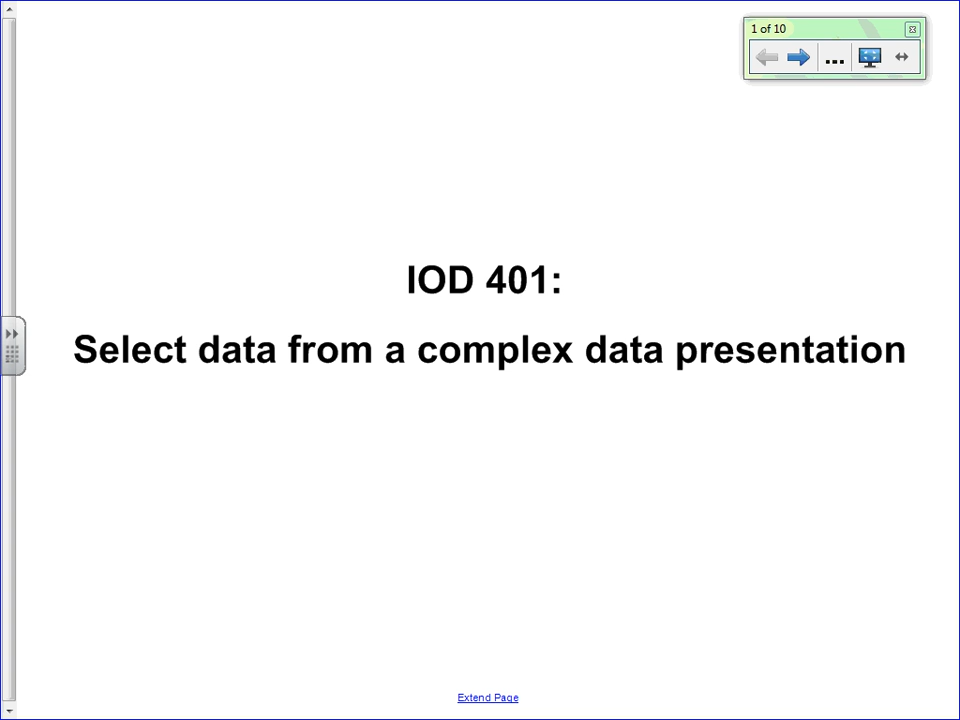 1 of 10
IOD 401:
Select data from a complex data presentation
Extend Page